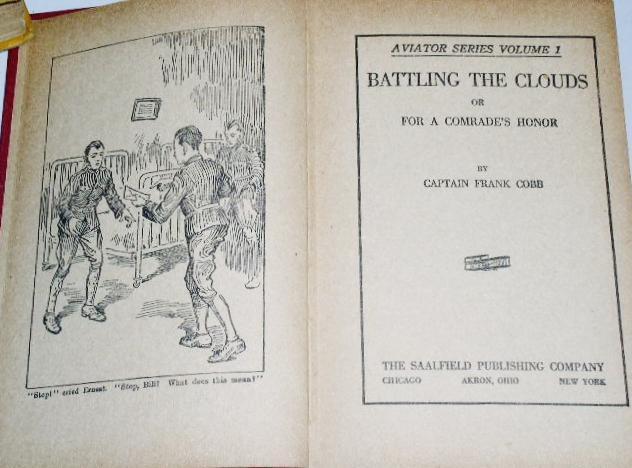 "Stop!" cried Ernest. "Stop, Bill! What does this mean?"
AVIATOR SERIES VOLUME 1
BATTLING THE CLOUDS
OR
FOR A COMRADE'S HONOR
BY
CAPTAIN FRANK COBB
THE SAALFIELD PUBLISHING COMPANY
CHICAGO AKRON, OHIO NEW YORK